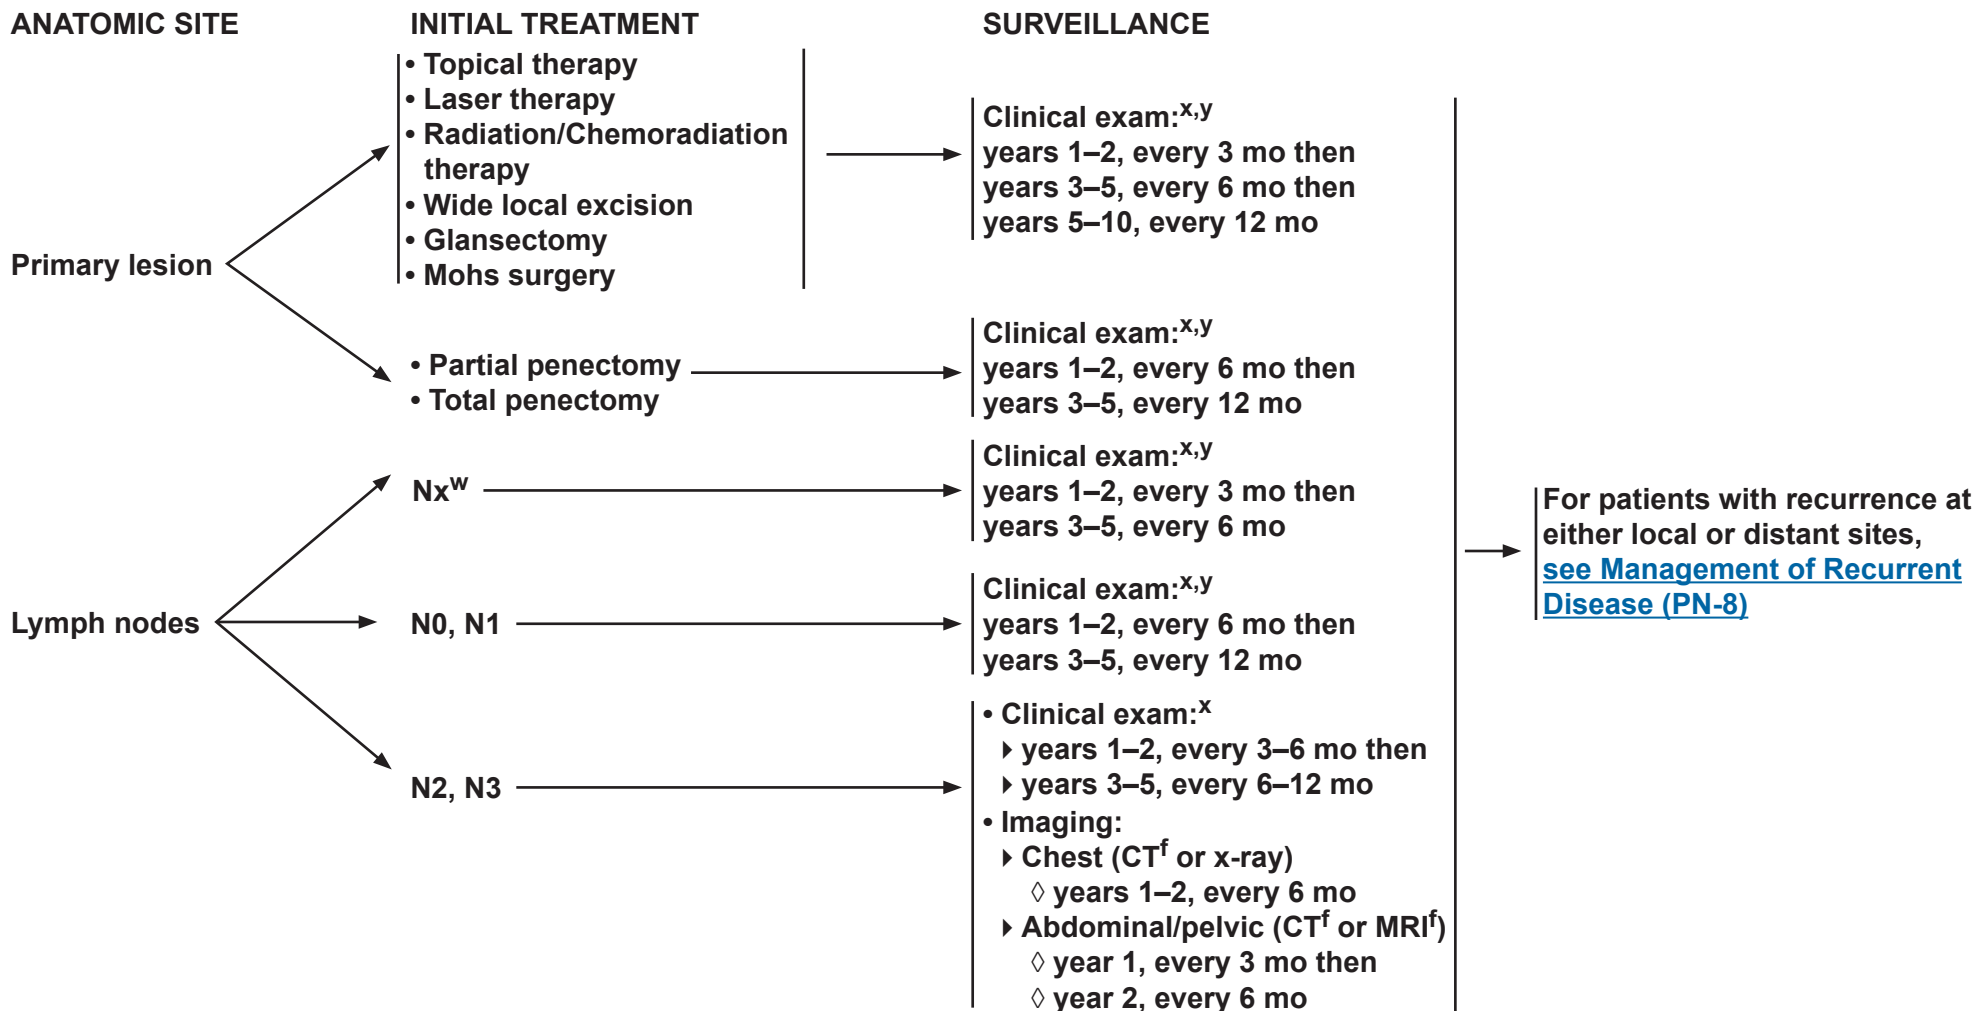 ANATOMIC SITE
INITIAL TREATMENT
SURVEILLANCE
Primary lesion
• Topical therapy
• Laser therapy
• Radiation/Chemoradiation
therapy
• Wide local excision
• Glansectomy
• Mohs surgery
Clinical exam:x,y
years 1–2, every 3 mo then
years 3–5, every 6 mo then
years 5–10, every 12 mo
• Partial penectomy
• Total penectomy
Clinical exam:x,y
years 1–2, every 6 mo then
years 3–5, every 12 mo
Lymph nodes
Nxw
Clinical exam:x,y
years 1–2, every 3 mo then
years 3–5, every 6 mo
N0, N1
Clinical exam:x,y
years 1–2, every 6 mo then
years 3–5, every 12 mo
N2, N3
• Clinical exam:x
years 1–2, every 3–6 mo then
years 3–5, every 6–12 mo
• Imaging:
Chest (CTf or x-ray)
◊ years 1–2, every 6 mo
Abdominal/pelvic (CTf or MRIf)
◊ year 1, every 3 mo then
◊ year 2, every 6 mo
For patients with recurrence at
either local or distant sites,
see Management of Recurrent
Disease (PN-8)